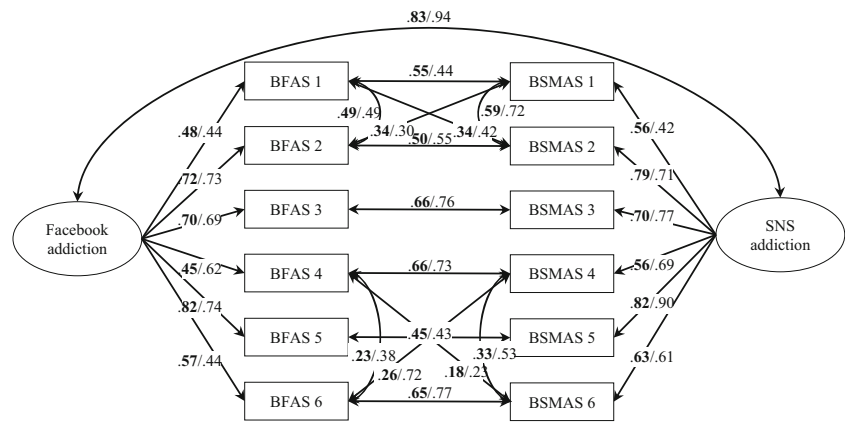 .83/.94
BFAS 1
.55/.44
BSMAS 1
.49/.49
.59/.72
.48/.44
.34/.30
.34/.42
.56/.42
BFAS 2
.50/.55
BSMAS 2
.72/.73
.79/.71
Facebook
addiction
.70/.69
BFAS 3
.66/.76
BSMAS 3
.70/.77
SNS
addiction
.45/.62
BFAS 4
.66/.73
BSMAS 4
.56/.69
.82/.74
BFAS 5
.45/.43
BSMAS 5
.82/.90
.23/.38
.33/.53
.57/.44
.26/.72
.18/.23
.63/.61
BFAS 6
.65/.77
BSMAS 6